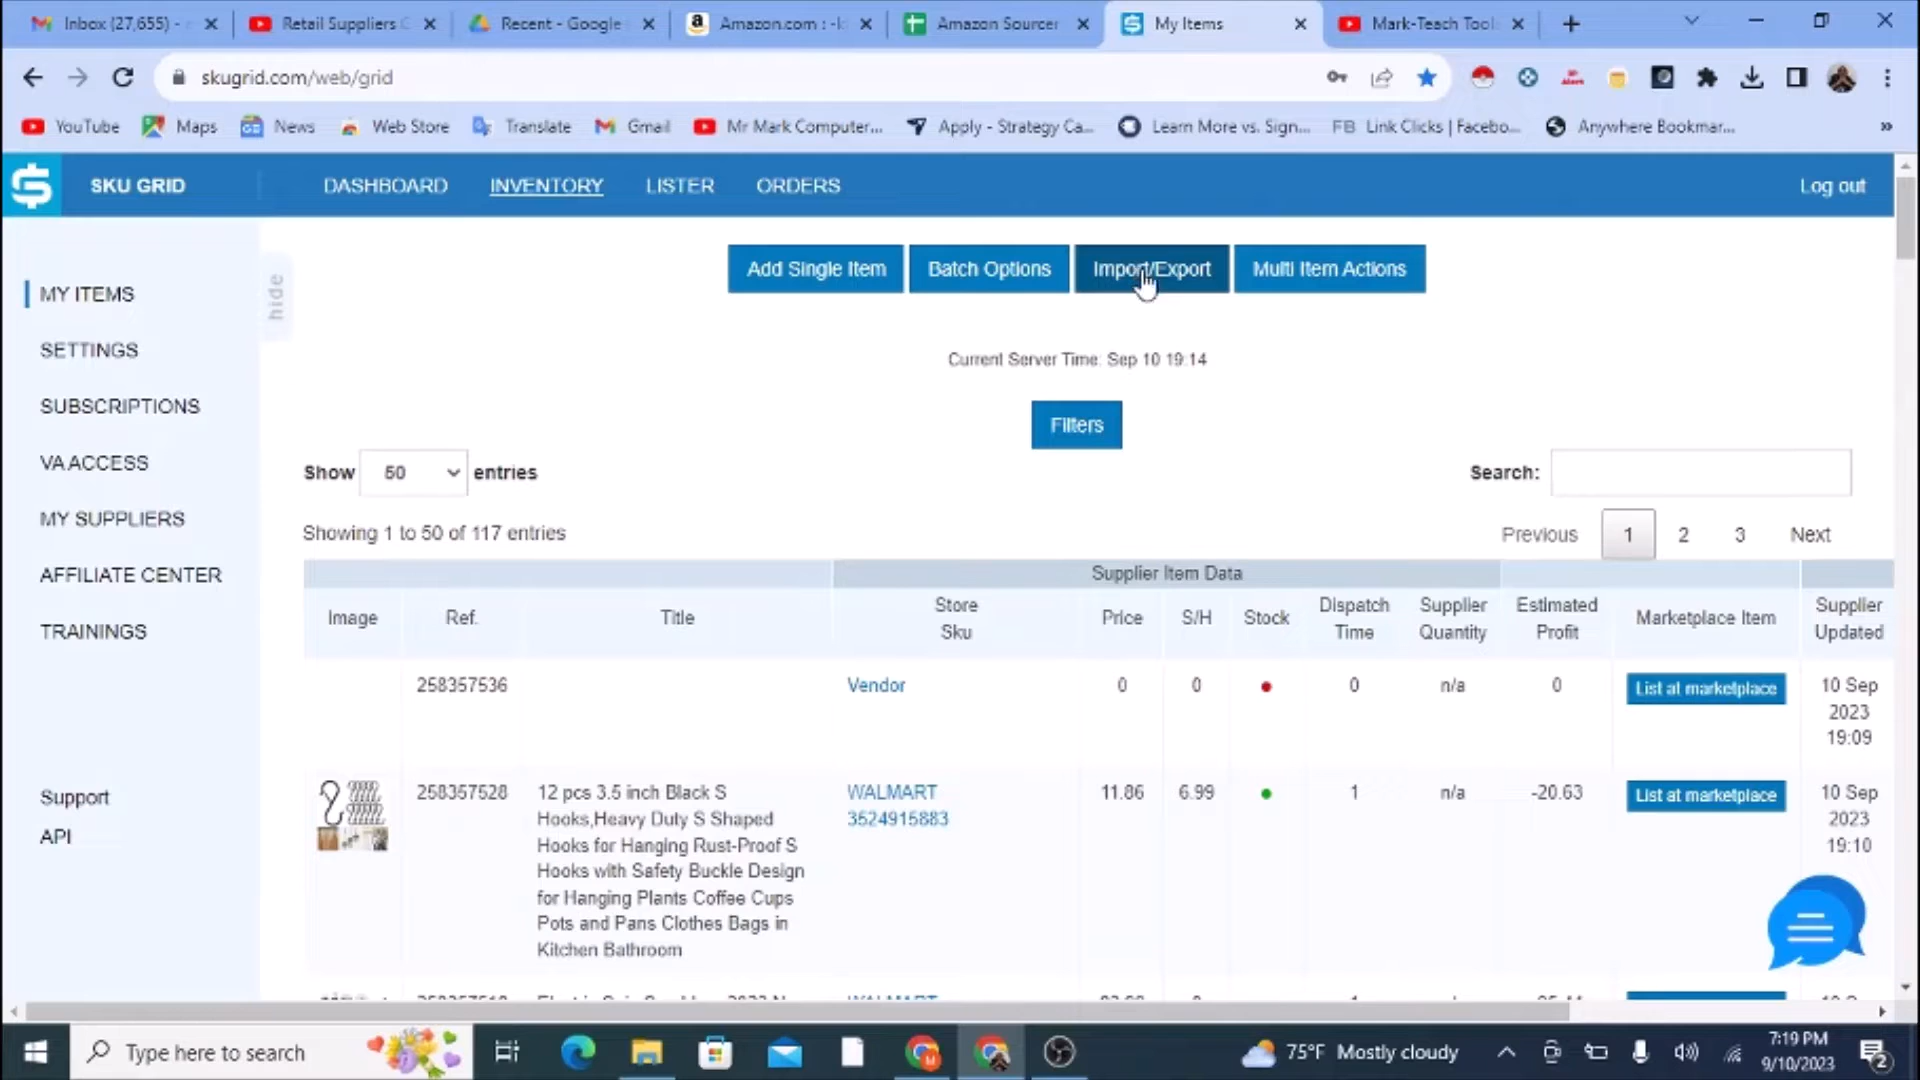 Inbox (27,655) -
Retail Suppliers
Recent - Google
Amazon.com : -k
Amazon Sourcer
My Items
Mark-Teach Tool
skugrid.com/web/grid
YouTube
Maps
News
Web Store
Translate
Gmail
Mr Mark Computer...
Apply - Strategy Ca...
Learn More vs. Sign...
FB Link Clicks | Facebo...
Anywhere Bookmar...
»
SKU GRID
DASHBOARD
INVENTORY
LISTER
ORDERS
Log out
MY ITEMS
SETTINGS
SUBSCRIPTIONS
VA ACCESS
MY SUPPLIERS
AFFILIATE CENTER
TRAININGS
Support
API
hide
Add Single Item
Batch Options
Import/Export
Multi Item Actions
Current Server Time: Sep 10 19:14
Filters
Show 50 entries
Search:
Showing 1 to 50 of 117 entries
Previous 1 2 3 Next
Supplier Item Data
Image
Ref.
Title
Store
Sku
Price
S/H
Stock
Dispatch
Time
Supplier
Quantity
Estimated
Profit
Marketplace Item
Supplier
Updated
258357536
Vendor
0
0
0
n/a
0
List at marketplace
10 Sep
2023
19:09
258357528
12 pcs 3.5 inch Black S
Hooks,Heavy Duty S Shaped
Hooks for Hanging Rust-Proof S
Hooks with Safety Buckle Design
for Hanging Plants Coffee Cups
Pots and Pans Clothes Bags in
Kitchen Bathroom
WALMART
3524915883
11.86
6.99
1
n/a
-20.63
List at marketplace
10 Sep
2023
19:10
Type here to search
75°F Mostly cloudy
7:19 PM
9/10/2023
2